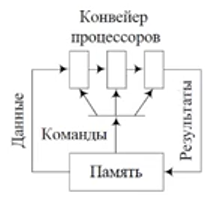 Конвейер
процессоров
Данные
Команды
Результаты
Память